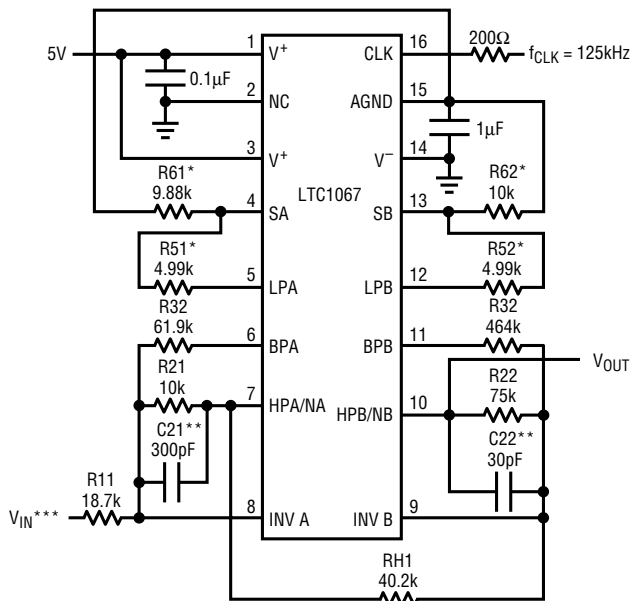 5V
0.1µF
1
V+
2
NC
3
V+
R61*
9.88k
4
SA
R51*
4.99k
5
LPA
R32
61.9k
6
BPA
R21
10k
7
HPA/NA
C21**
300pF
R11
18.7k
VIN***
8
INV A
LTC1067
16
CLK
200Ω
fCLK = 125kHz
15
AGND
1µF
14
V−
R62*
10k
13
SB
R52*
4.99k
12
LPB
R32
464k
11
BPB
VOUT
R22
75k
10
HPB/NB
C22**
30pF
9
INV B
RH1
40.2k